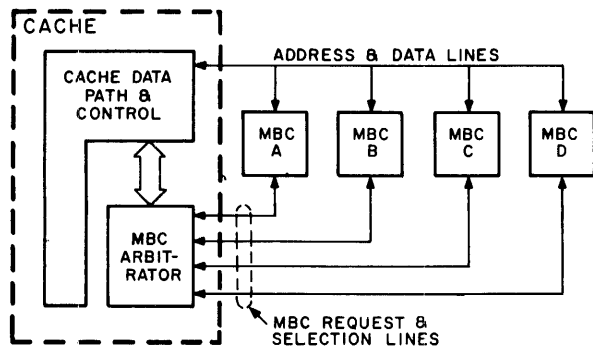 CACHE
CACHE DATA
PATH &
CONTROL
ADDRESS & DATA LINES
MBC
A
MBC
B
MBC
C
MBC
D
MBC
ARBIT-
RATOR
MBC REQUEST &
SELECTION LINES